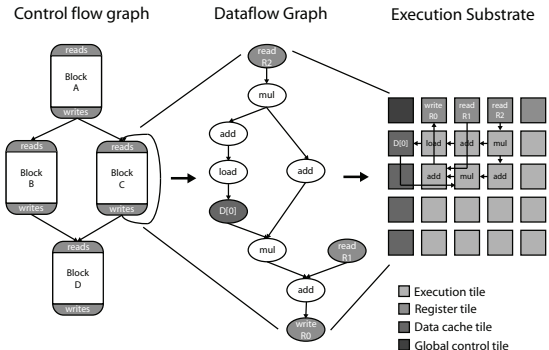 Control flow graph
Dataflow Graph
Execution Substrate
reads
Block
A
writes
reads
Block
B
writes
reads
Block
C
writes
reads
Block
D
writes
read
R2
mul
add
load
add
D[0]
mul
read
R1
add
write
R0
write
R0
read
R1
read
R2
D[0]
load
add
mul
add
mul
add
Execution tile
Register tile
Data cache tile
Global control tile